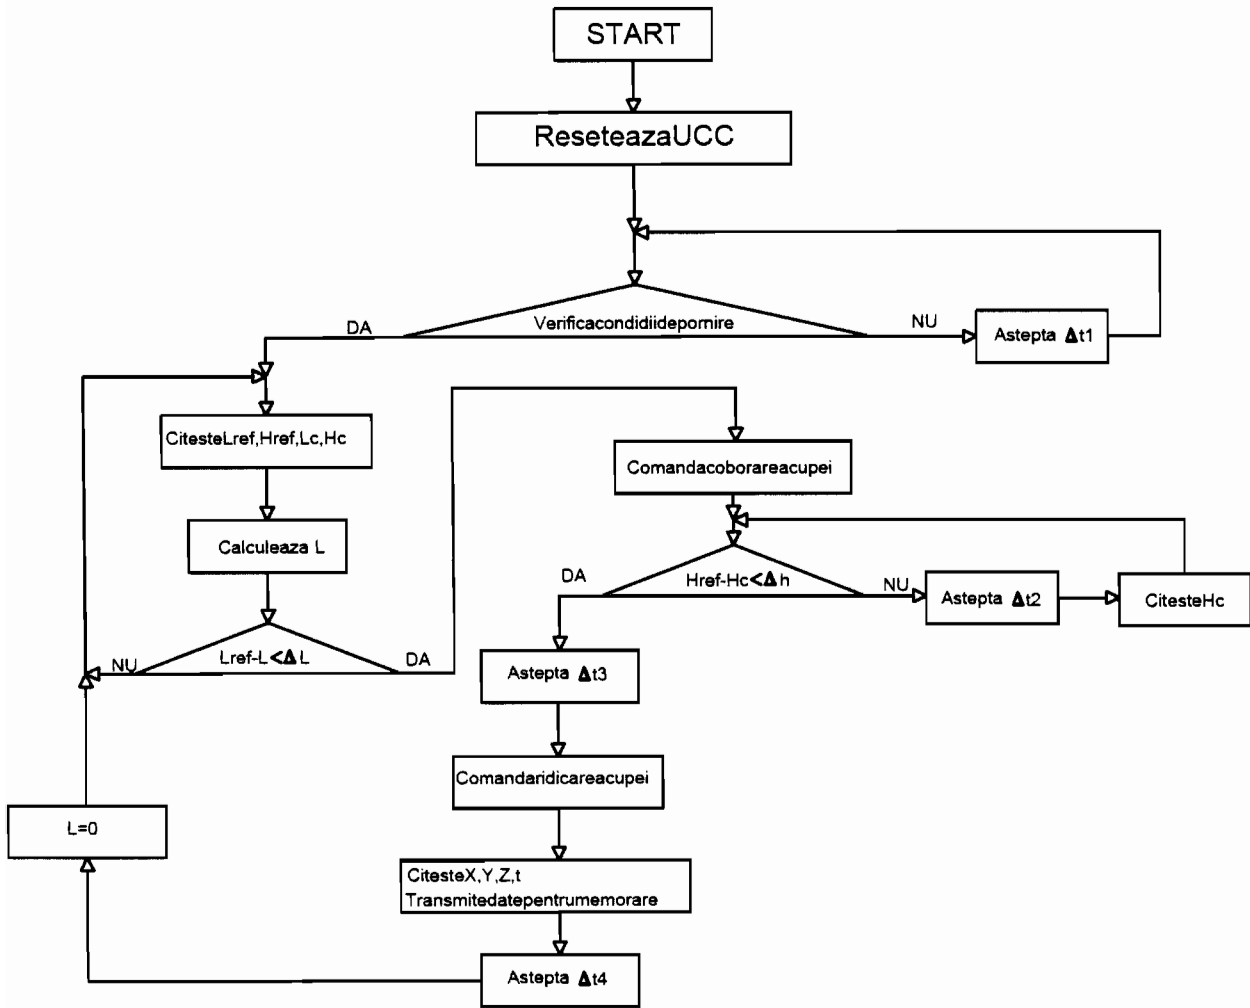 START
ReseteazaUCC
Verificacondidiidepornire
DA
NU
Astepta Δt1
CitesteLref,Href,Lc,Hc
Calculeaza L
Lref-L<ΔL
NU
DA
Comandacoborareacupei
Href-Hc<Δh
DA
NU
Astepta Δt2
CitesteHc
Astepta Δt3
Comandaridicareacupei
CitesteX,Y,Z,t
Transmitedatepentrumemorare
Astepta Δt4
L=0